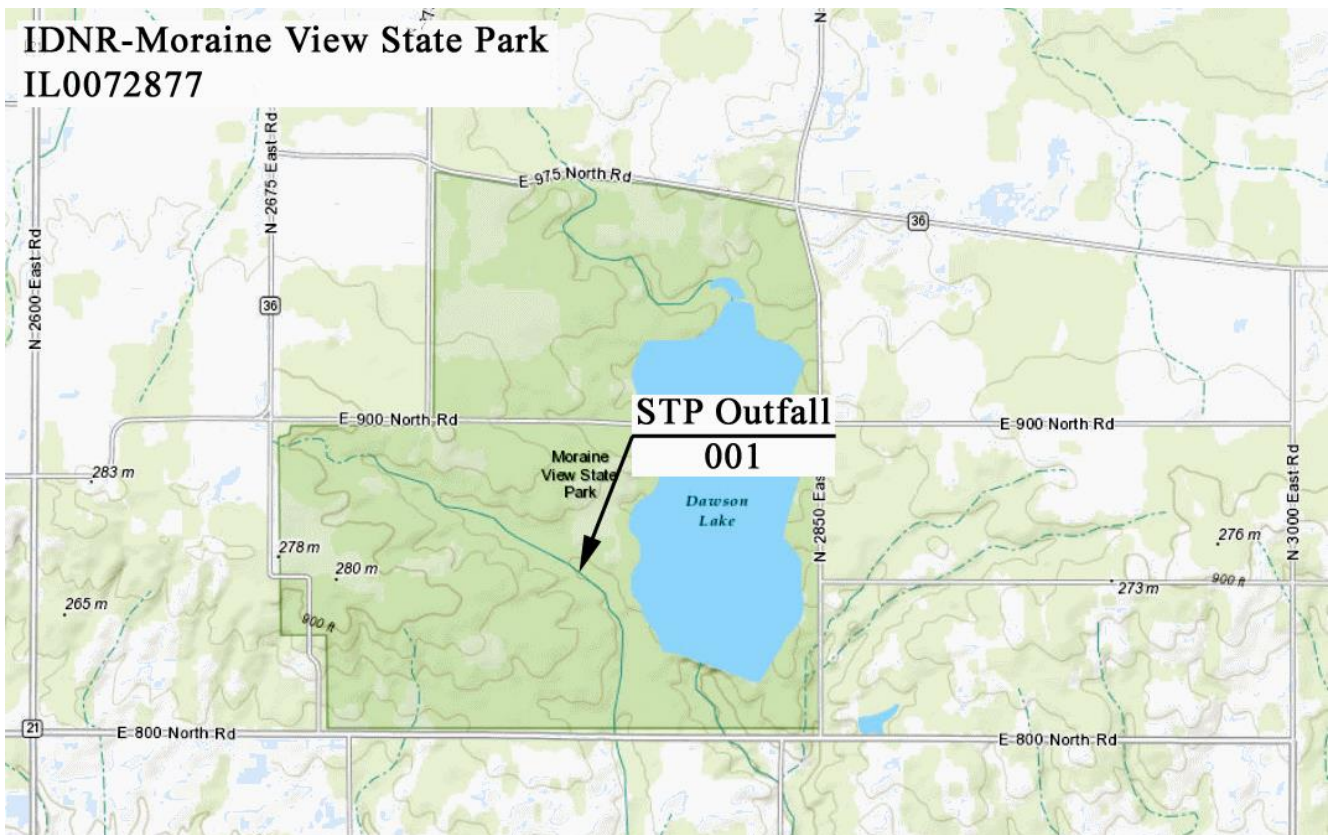 IDNR-Moraine View State Park
IL0072877
N 2675 East Rd
E 975 North Rd
N
36
N 2600 East Rd
36
E 900 North Rd
STP Outfall
001
E 900 North Rd
Moraine
View State
Park
283 m
Dawson
Lake
N 2850 East
N 3000 East Rd
276 m
278 m
280 m
273 m
900 ft
265 m
900 ft
21
E 800 North Rd
E 800 North Rd